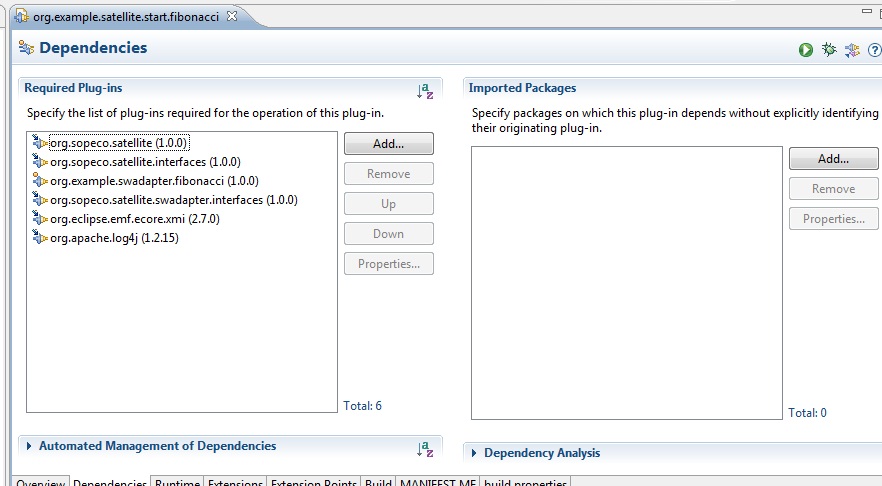 org.example.satellite.start.fibonacci
Dependencies
Required Plug-ins
Specify the list of plug-ins required for the operation of this plug-in.
org.sopeco.satellite (1.0.0)
org.sopeco.satellite.interfaces (1.0.0)
org.example.swadapter.fibonacci (1.0.0)
org.sopeco.satellite.swadapter.interfaces (1.0.0)
org.eclipse.emf.ecore.xmi (2.7.0)
org.apache.log4j (1.2.15)
Add...
Remove
Up
Down
Properties...
Total: 6
Imported Packages
Specify packages on which this plug-in depends without explicitly identifying
their originating plug-in.
Add...
Remove
Properties...
Total: 0
Automated Management of Dependencies
Dependency Analysis
Overview Dependencies Runtime Extensions Extension Points Build MANIFEST.MF build.properties